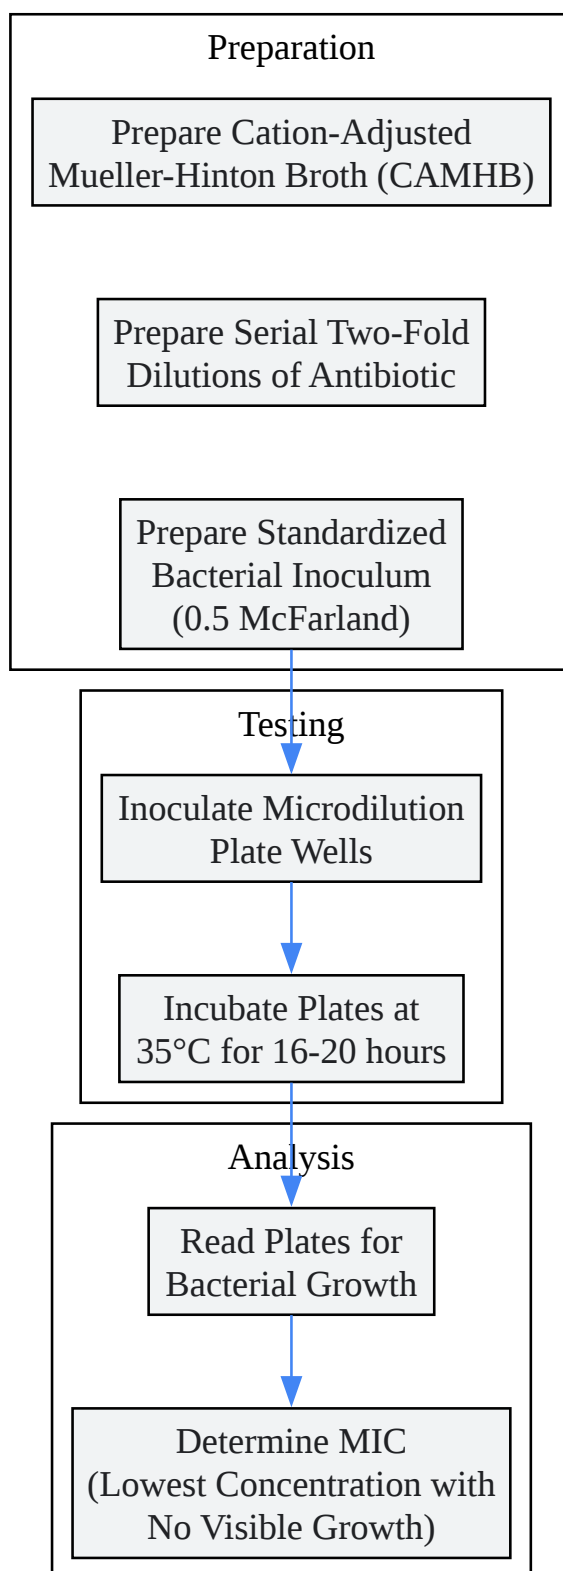 Preparation
Prepare Cation-Adjusted
Mueller-Hinton Broth (CAMHB)
Prepare Serial Two-Fold
Dilutions of Antibiotic
Prepare Standardized
Bacterial Inoculum
(0.5 McFarland)
Testing
Inoculate Microdilution
Plate Wells
Incubate Plates at
35°C for 16-20 hours
Analysis
Read Plates for
Bacterial Growth
Determine MIC
(Lowest Concentration with
No Visible Growth)